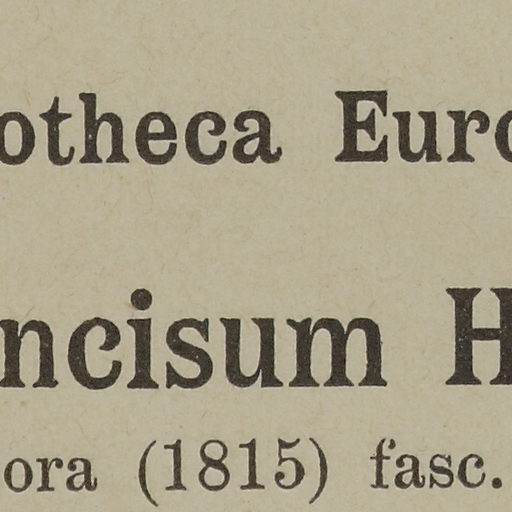 otheca Euro
ncisum H
ora (1815) fasc.